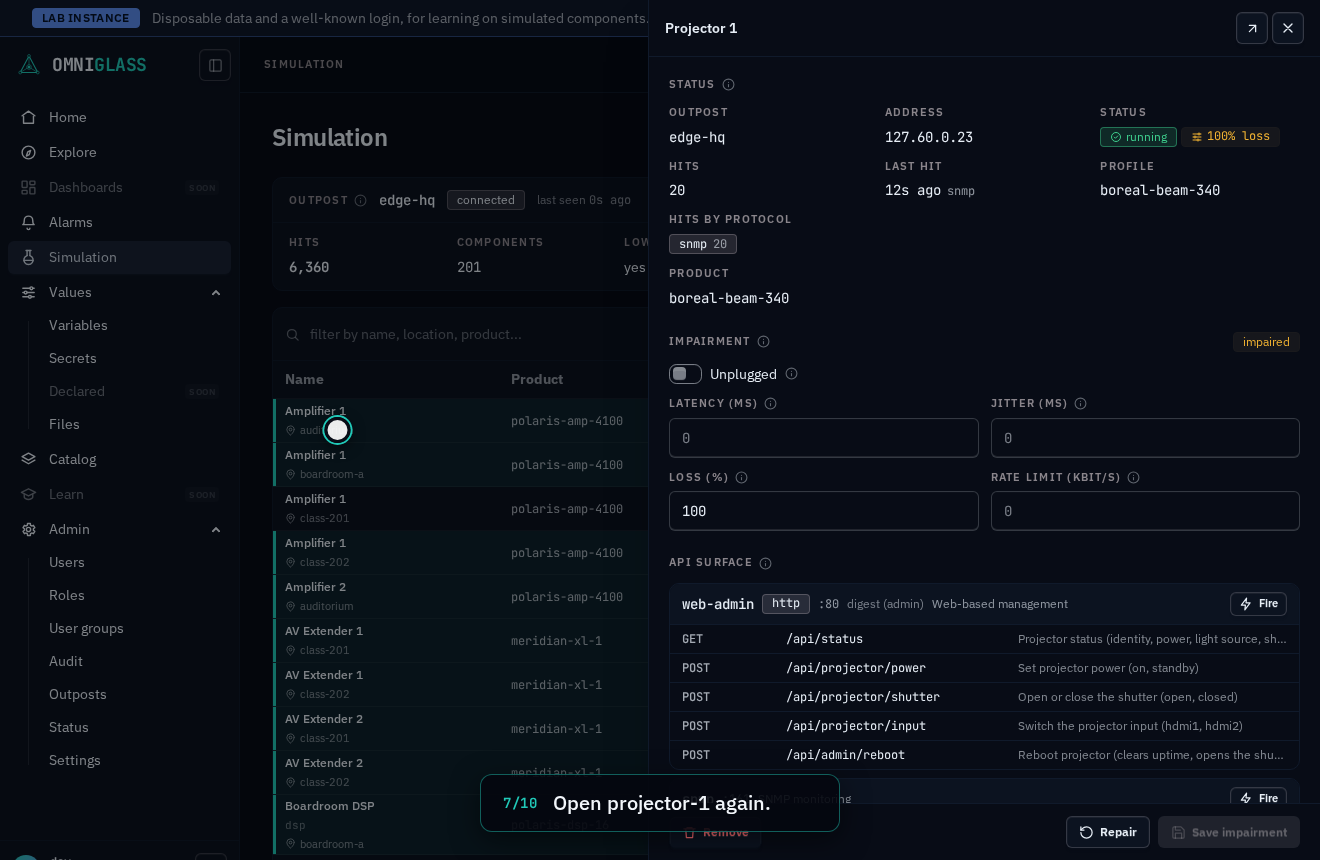 LAB INSTANCE Disposable data and a well-known login, for learning on simulated components.
OMNIGLASS
Home
Explore
Dashboards SOON
Alarms
Simulation
Values
Variables
Secrets
Declared SOON
Files
Catalog
Learn SOON
Admin
Users
Roles
User groups
Audit
Outposts
Status
Settings
SIMULATION
Simulation
OUTPOST edge-hq connected last seen 0s ago
HITS COMPONENTS
6,360 201 yes
filter by name, location, product...
Name Product
Amplifier 1
polaris-amp-4100
Amplifier 1
boardroom-a
polaris-amp-4100
Amplifier 1
class-201
polaris-amp-4100
Amplifier 1
class-202
polaris-amp-4100
Amplifier 2
auditorium
polaris-amp-4100
AV Extender 1
class-201
meridian-xl-1
AV Extender 1
class-202
meridian-xl-1
AV Extender 2
class-201
meridian-xl-1
AV Extender 2
class-202
meridian-xl-1
Boardroom DSP
dsp
boardroom-a
Projector 1
STATUS
OUTPOST ADDRESS STATUS
edge-hq 127.60.0.23 running 100% loss
HITS LAST HIT PROFILE
20 12s ago snmp boreal-beam-340
HITS BY PROTOCOL
snmp 20
PRODUCT
boreal-beam-340
IMPAIRMENT impaired
Unplugged
LATENCY (MS) JITTER (MS)
0 0
LOSS (%) RATE LIMIT (KBIT/S)
100 0
API SURFACE
web-admin http :80 digest (admin) Web-based management Fire
GET /api/status Projector status (identity, power, light source, sh...
POST /api/projector/power Set projector power (on, standby)
POST /api/projector/shutter Open or close the shutter (open, closed)
POST /api/projector/input Switch the projector input (hdmi1, hdmi2)
POST /api/admin/reboot Reboot projector (clears uptime, opens the shu...
Fire
7/10 Open projector-1 again.
Remove Repair Save impairment